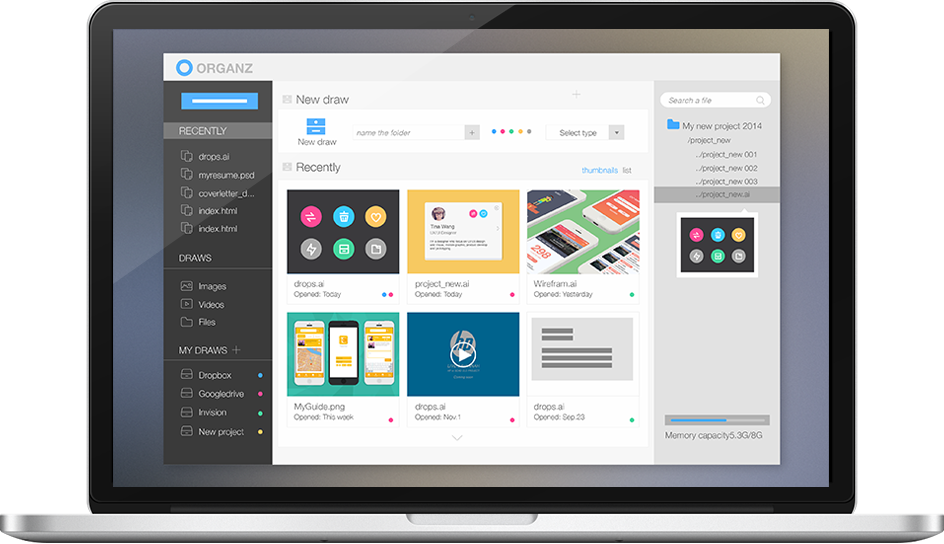 ORGANZ
RECENTLY
drops.ai
myresume.psd
coverletter_d...
index.html
index.html
DRAWS
Images
Videos
Files
MY DRAWS +
Dropbox
Googledrive
Invision
New project
New draw
New draw
name the folder
+
Select type
Recently
thumbnails list
Tina Wang
UI/UX Designer
298
drops.ai
Opened: Today
project_new.ai
Opened: Today
Wirefram.ai
Opened: Yestarday
hp
MyGuide.png
Opened: This week
drops.ai
Opened: Nov.1
drops.ai
Opened: Sep.23
Search a file
My new project 2014
/project_new
../project_new 001
../project_new 002
../project_new 003
../project_new.ai
Memory capacity5.3G/8G